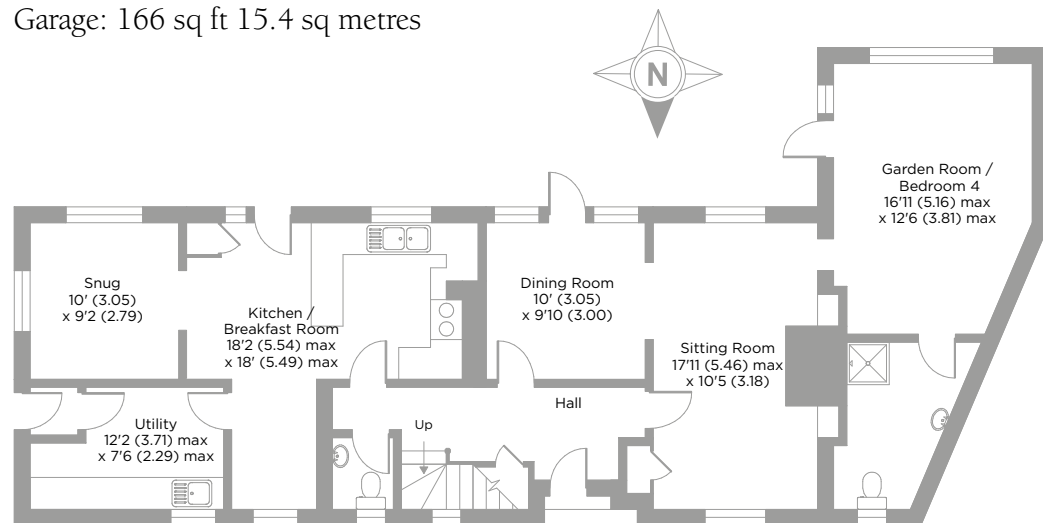 Garage: 166 sq ft 15.4 sq metres
N
Garden Room /
Bedroom 4
16'11 (5.16) max
x 12'6 (3.81) max
Snug
10' (3.05)
x 9'2 (2.79)
Kitchen /
Breakfast Room
18'2 (5.54) max
x 18' (5.49) max
Dining Room
10' (3.05)
x 9'10 (3.00)
Sitting Room
17'11 (5.46) max
x 10'5 (3.18)
Hall
Up
Utility
12'2 (3.71) max
x 7'6 (2.29) max